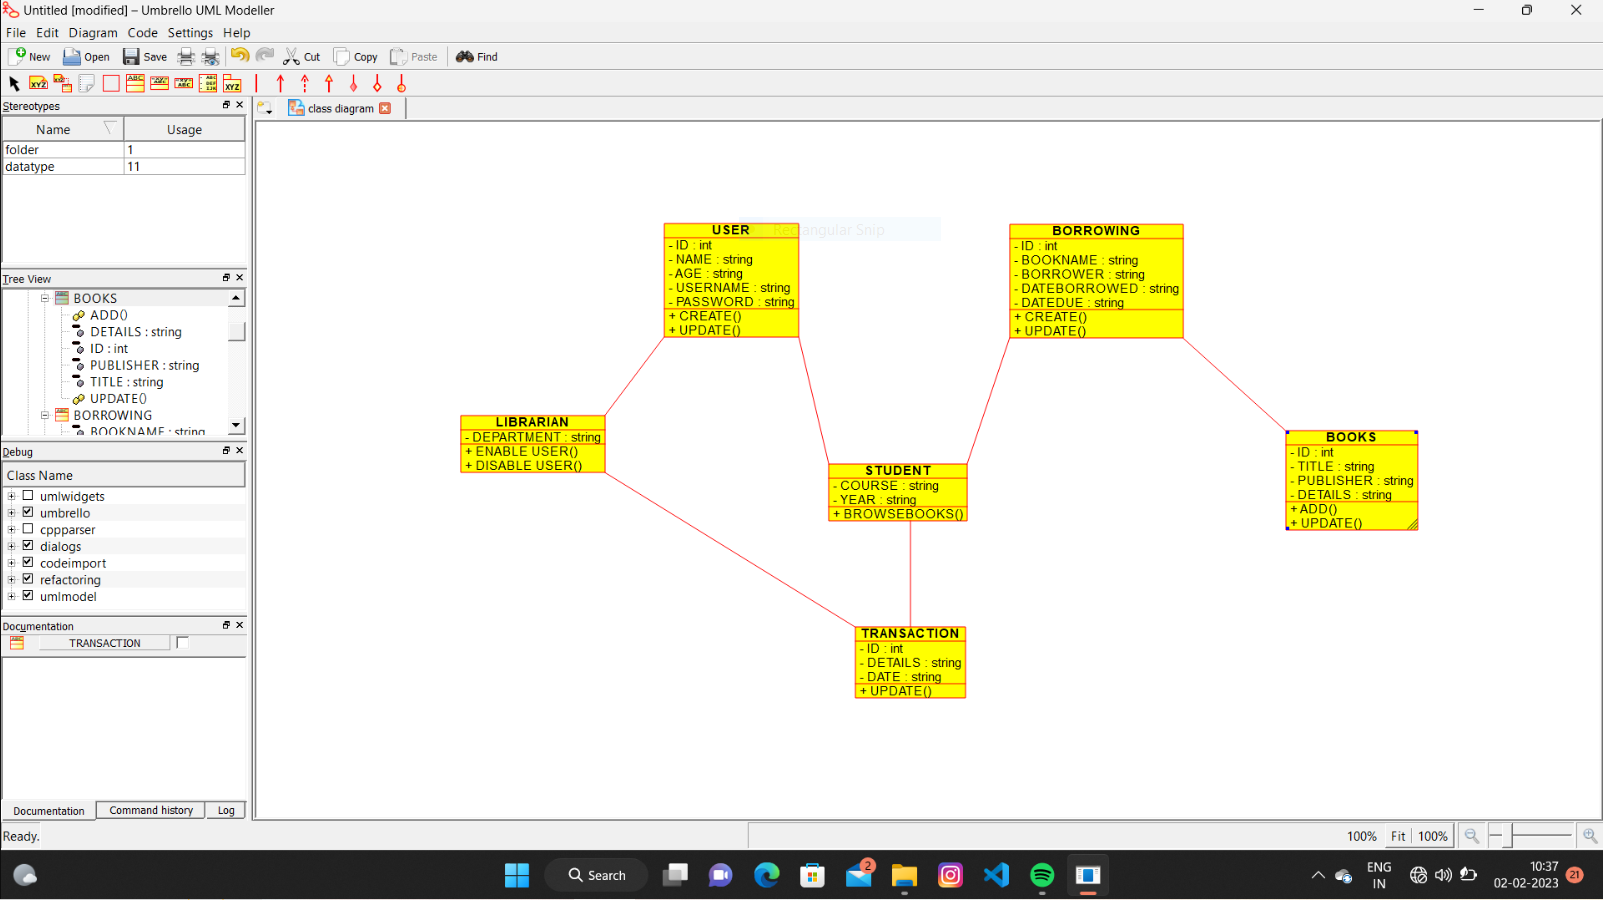 Untitled [modified] – Umbrello UML Modeller
File Edit Diagram Code Settings Help
New Open Save Cut Copy Paste Find
Stereotypes
class diagram
Name Usage
folder 1
datatype 11
Tree View
BOOKS
ADD()
DETAILS : string
ID : int
PUBLISHER : string
TITLE : string
UPDATE()
BORROWING
BOOKNAME : string
Debug
Class Name
umlwidgets
umbrello
cppparser
dialogs
codeimport
refactoring
umlmodel
Documentation
TRANSACTION
Documentation Command history Log
Rectangular Snip
USER
- ID : int
- NAME : string
- AGE : string
- USERNAME : string
- PASSWORD : string
+ CREATE()
+ UPDATE()
BORROWING
- ID : int
- BOOKNAME : string
- BORROWER : string
- DATEBORROWED : string
- DATEDUE : string
+ CREATE()
+ UPDATE()
LIBRARIAN
- DEPARTMENT : string
+ ENABLE USER()
+ DISABLE USER()
STUDENT
- COURSE : string
- YEAR : string
+ BROWSEBOOKS()
BOOKS
- ID : int
- TITLE : string
- PUBLISHER : string
- DETAILS : string
+ ADD()
+ UPDATE()
TRANSACTION
- ID : int
- DETAILS : string
- DATE : string
+ UPDATE()
Ready.
100% Fit 100%
Search
2
ENG
IN
10:37
02-02-2023
21